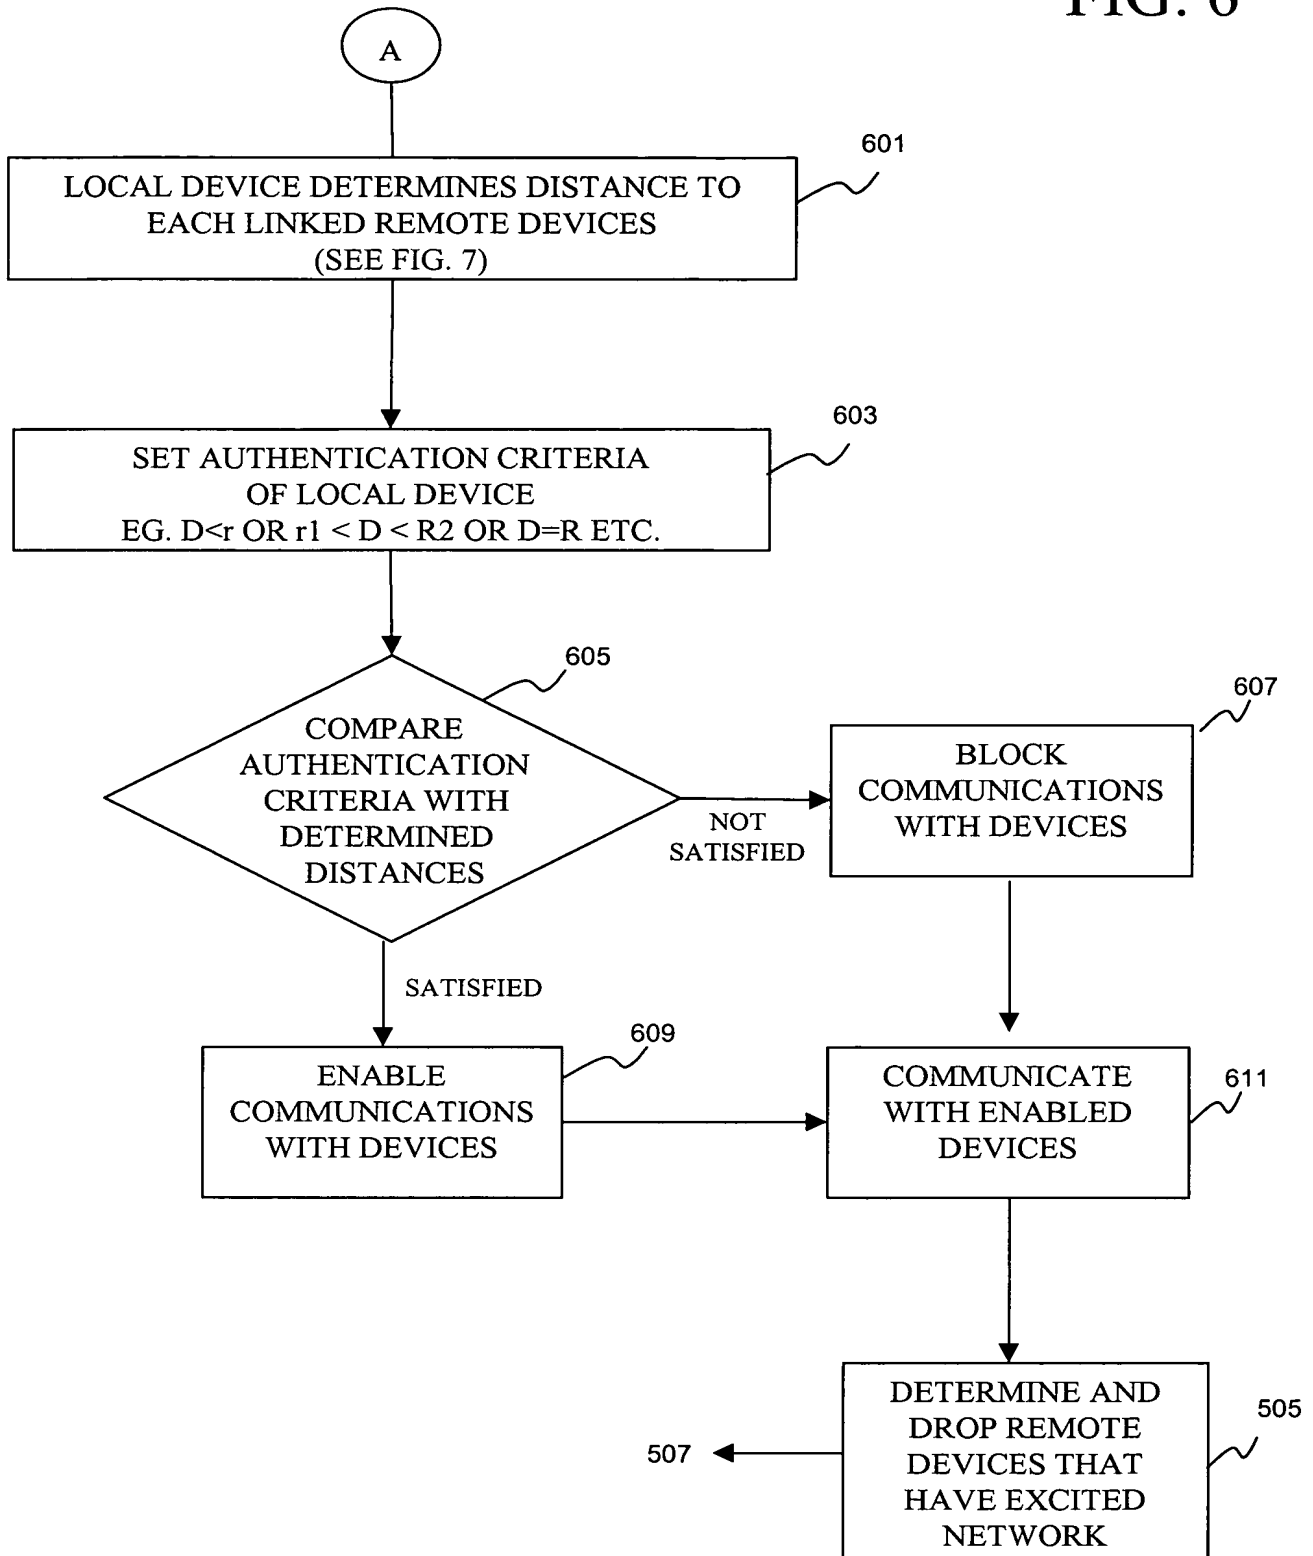 FIG. 6
A
601
LOCAL DEVICE DETERMINES DISTANCE TO
EACH LINKED REMOTE DEVICES
(SEE FIG. 7)
603
SET AUTHENTICATION CRITERIA
OF LOCAL DEVICE
EG. D<r OR r1 < D < R2 OR D=R ETC.
605
COMPARE
AUTHENTICATION
CRITERIA WITH
DETERMINED
DISTANCES
NOT
SATISFIED
607
BLOCK
COMMUNICATIONS
WITH DEVICES
SATISFIED
609
ENABLE
COMMUNICATIONS
WITH DEVICES
611
COMMUNICATE
WITH ENABLED
DEVICES
505
DETERMINE AND
DROP REMOTE
DEVICES THAT
HAVE EXCITED
NETWORK
507